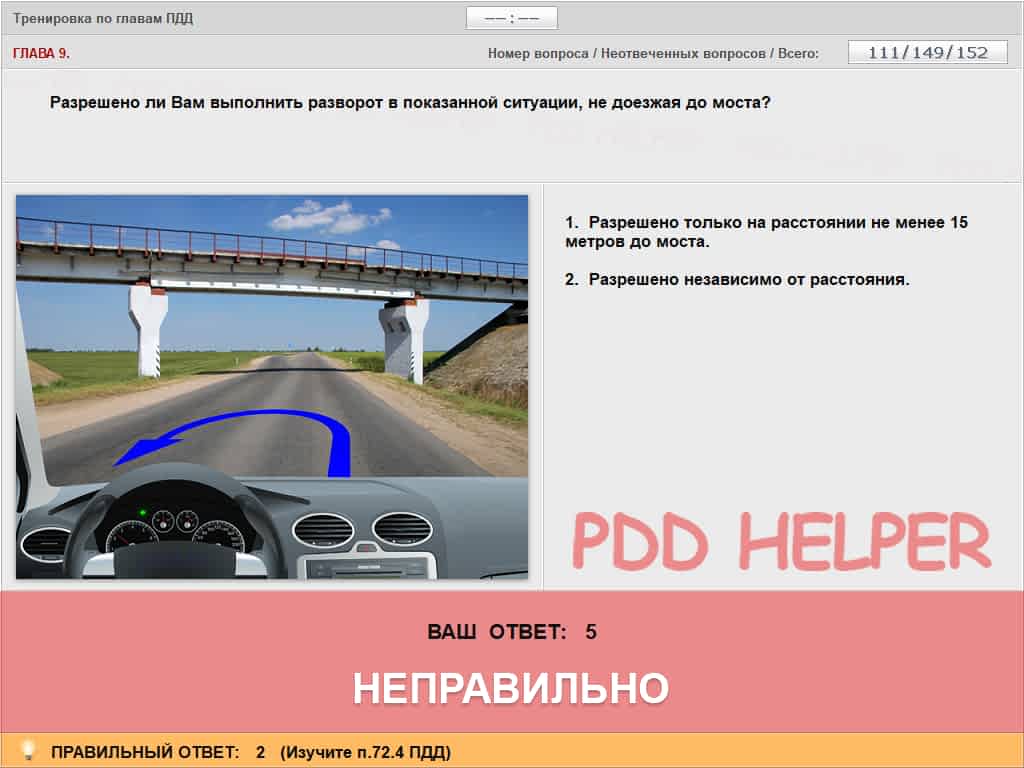 Тренировка по главам ПДД
–– : ––
ГЛАВА 9.
Номер вопроса / Неотвеченных вопросов / Всего:
111/149/152
Разрешено ли Вам выполнить разворот в показанной ситуации, не доезжая до моста?
1. Разрешено только на расстоянии не менее 15
метров до моста.
2. Разрешено независимо от расстояния.
PDD HELPER
ВАШ ОТВЕТ: 5
НЕПРАВИЛЬНО
ПРАВИЛЬНЫЙ ОТВЕТ: 2 (Изучите п.72.4 ПДД)